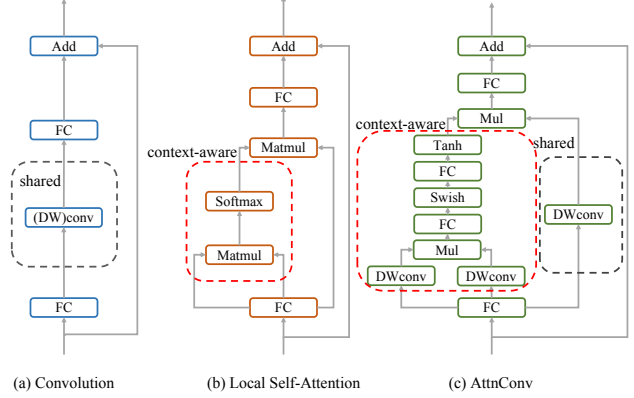 Add
FC
shared
(DW)conv
FC
(a) Convolution
Add
FC
Matmul
context-aware
Softmax
Matmul
FC
(b) Local Self-Attention
Add
FC
Mul
context-aware
shared
Tanh
FC
Swish
FC
Mul
DWconv
DWconv
DWconv
FC
(c) AttnConv